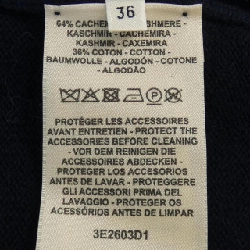 36
64% CACHEMIRE - CASHMERE -
KASCHMIR - CACHEMIRA -
KASHMIR - CAXEMIRA
36% COTON - COTTON -
BAUMWOLLE - ALGODÓN - COTONE
- ALGODÃO
PROTÉGER LES ACCESSOIRES
AVANT ENTRETIEN - PROTECT THE
ACCESSORIES BEFORE CLEANING
- VOR DEM REINIGEN DIE
ACCESSOIRES ABDECKEN -
PROTEGER LOS ACCESORIOS
ANTES DE LAVAR - PROTEGGERE
GLI ACCESSORI PRIMA DEL
LAVAGGIO - PROTEGER OS
ACESSÓRIOS ANTES DE LIMPAR
3E2603D1